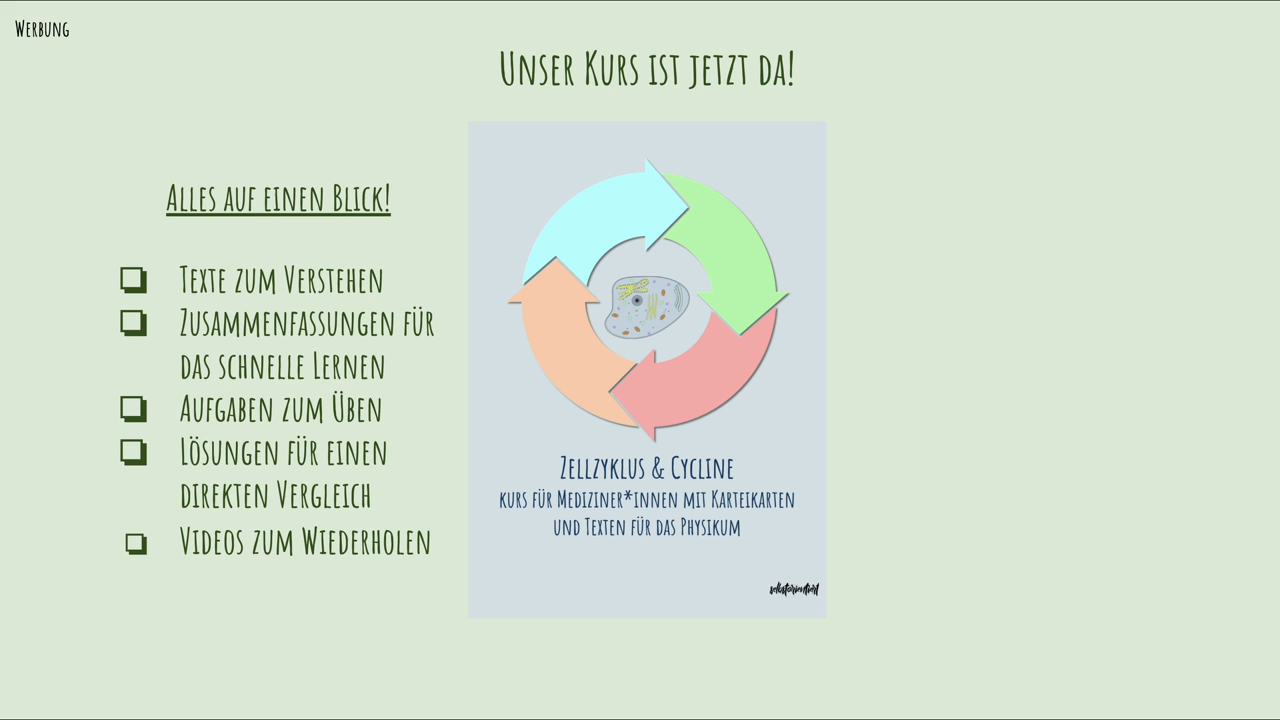 Werbung
Unser Kurs ist jetzt da!
Alles auf einen Blick!
❏ Texte zum Verstehen
❏ Zusammenfassungen für
das schnelle Lernen
❏ Aufgaben zum Üben
❏ Lösungen für einen
direkten Vergleich
❏ Videos zum Wiederholen
Zellzyklus & Cycline
kurs für Mediziner*innen mit Karteikarten
und Texten für das Physikum
selbstorientiert